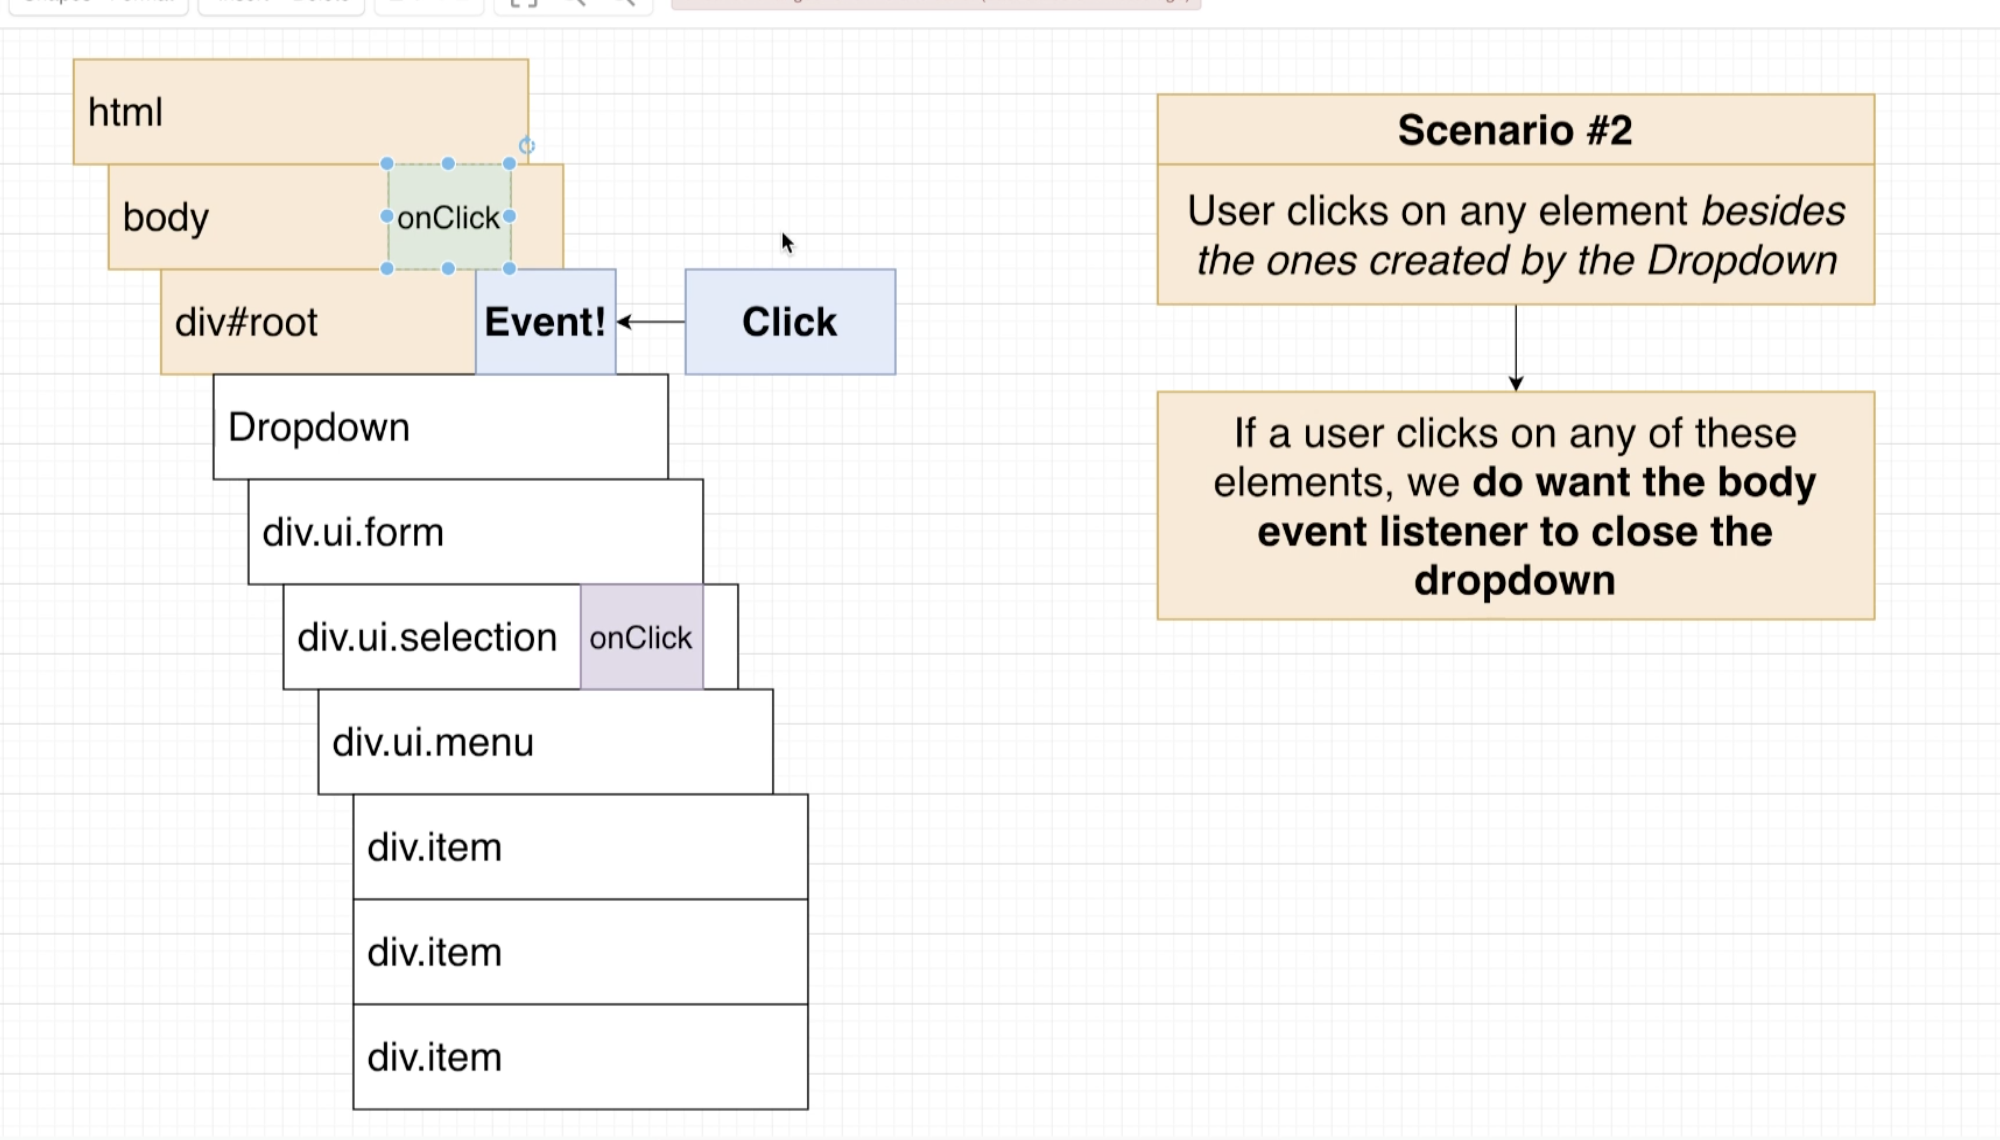 html
body
onClick
div#root
Event!
Click
Dropdown
div.ui.form
div.ui.selection
onClick
div.ui.menu
div.item
div.item
div.item
Scenario #2
User clicks on any element besides
the ones created by the Dropdown
If a user clicks on any of these
elements, we do want the body
event listener to close the
dropdown